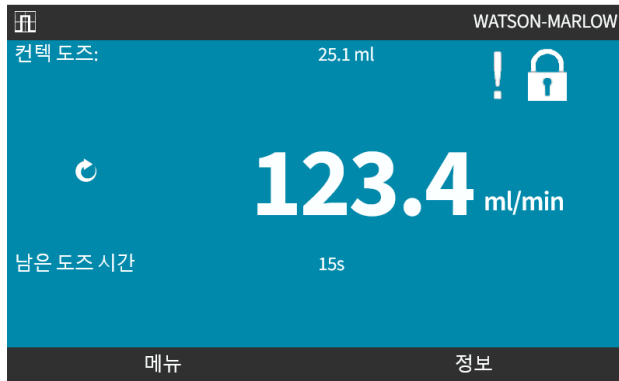 WATSON-MARLOW
컨텍 도즈: 25.1 ml
123.4 ml/min
남은 도즈 시간 15s
메뉴 정보